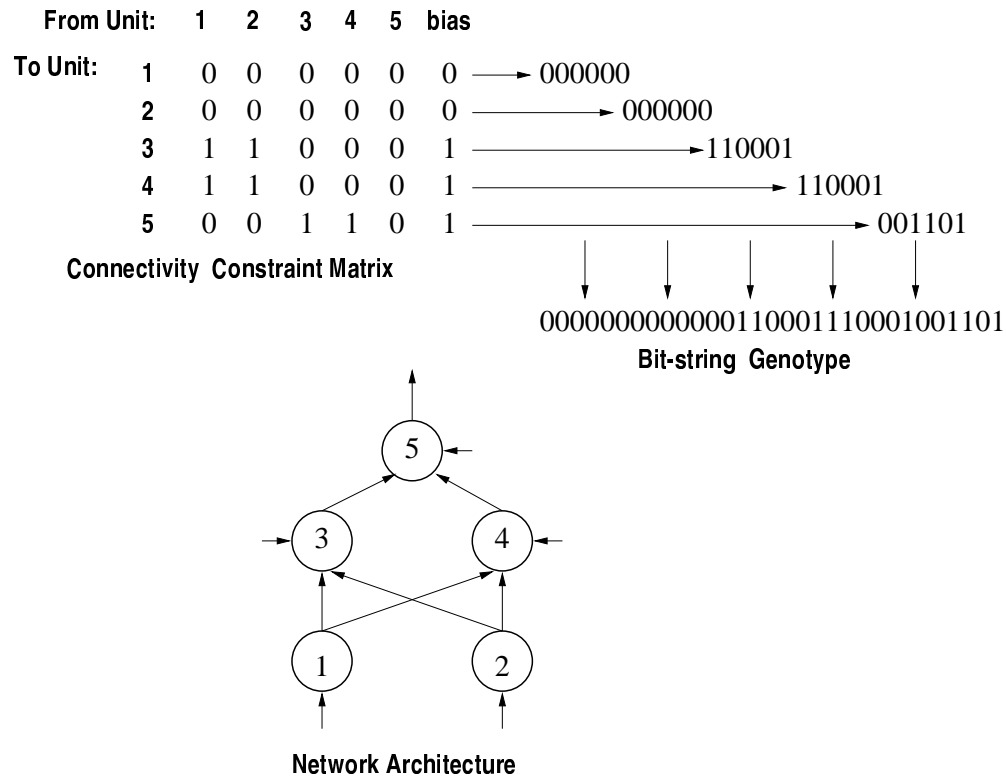 From Unit: 1 2 3 4 5 bias
To Unit:
1 0 0 0 0 0 0 000000
2 0 0 0 0 0 0 000000
3 1 1 0 0 0 1 110001
4 1 1 0 0 0 1 110001
5 0 0 1 1 0 1 001101
Connectivity Constraint Matrix
0000000000000110001110001001101
Bit-string Genotype
5
3 4
1 2
Network Architecture